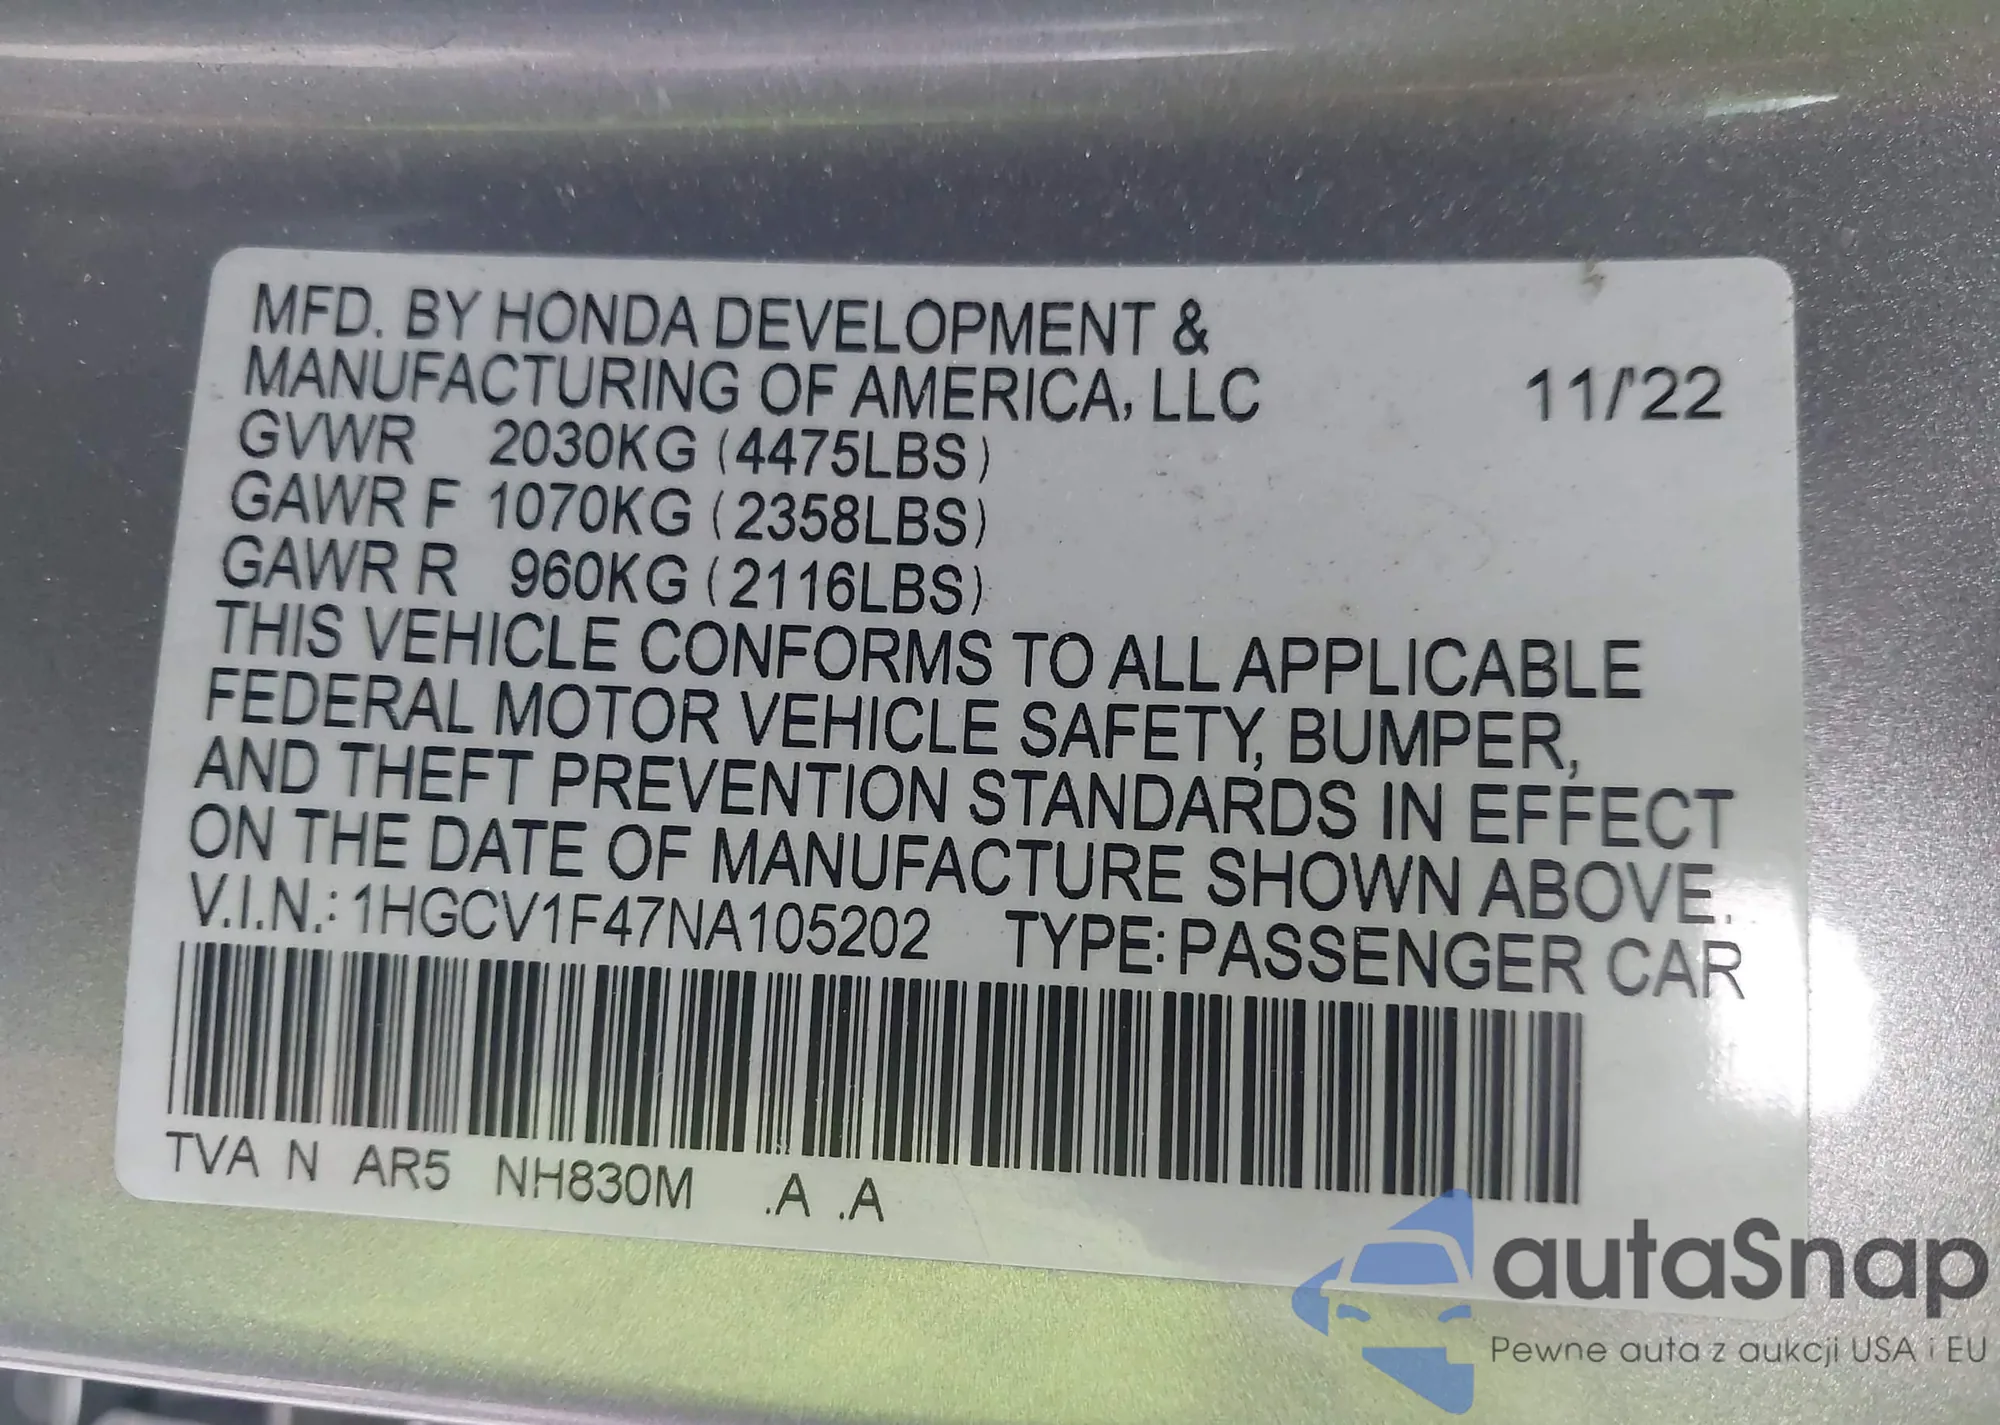 MFD. BY HONDA DEVELOPMENT &
MANUFACTURING OF AMERICA, LLC 11/'22
GVWR 2030KG (4475LBS)
GAWR F 1070KG (2358LBS)
GAWR R 960KG (2116LBS)
THIS VEHICLE CONFORMS TO ALL APPLICABLE
FEDERAL MOTOR VEHICLE SAFETY, BUMPER,
AND THEFT PREVENTION STANDARDS IN EFFECT
ON THE DATE OF MANUFACTURE SHOWN ABOVE.
V.I.N.: 1HGCV1F47NA105202 TYPE: PASSENGER CAR
TVA N AR5 NH830M .A .A
autaSnap
Pewne auta z aukcji USA i EU